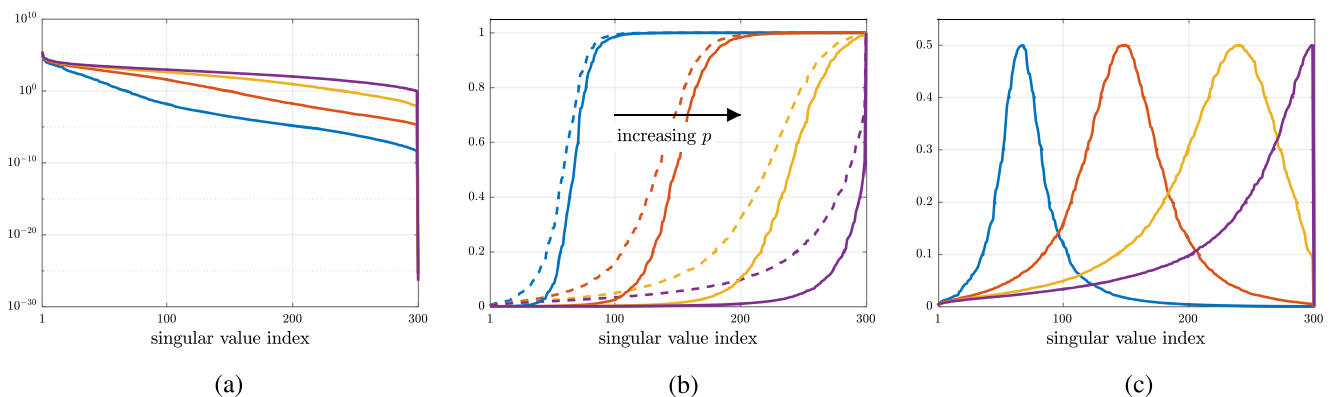 10^10
10^0
10^-10
10^-20
10^-30
1 100 200 300
singular value index
(a)
1
0.8
0.6
0.4
0.2
0
increasing p
1 100 200 300
singular value index
(b)
0.5
0.4
0.3
0.2
0.1
0
1 100 200 300
singular value index
(c)